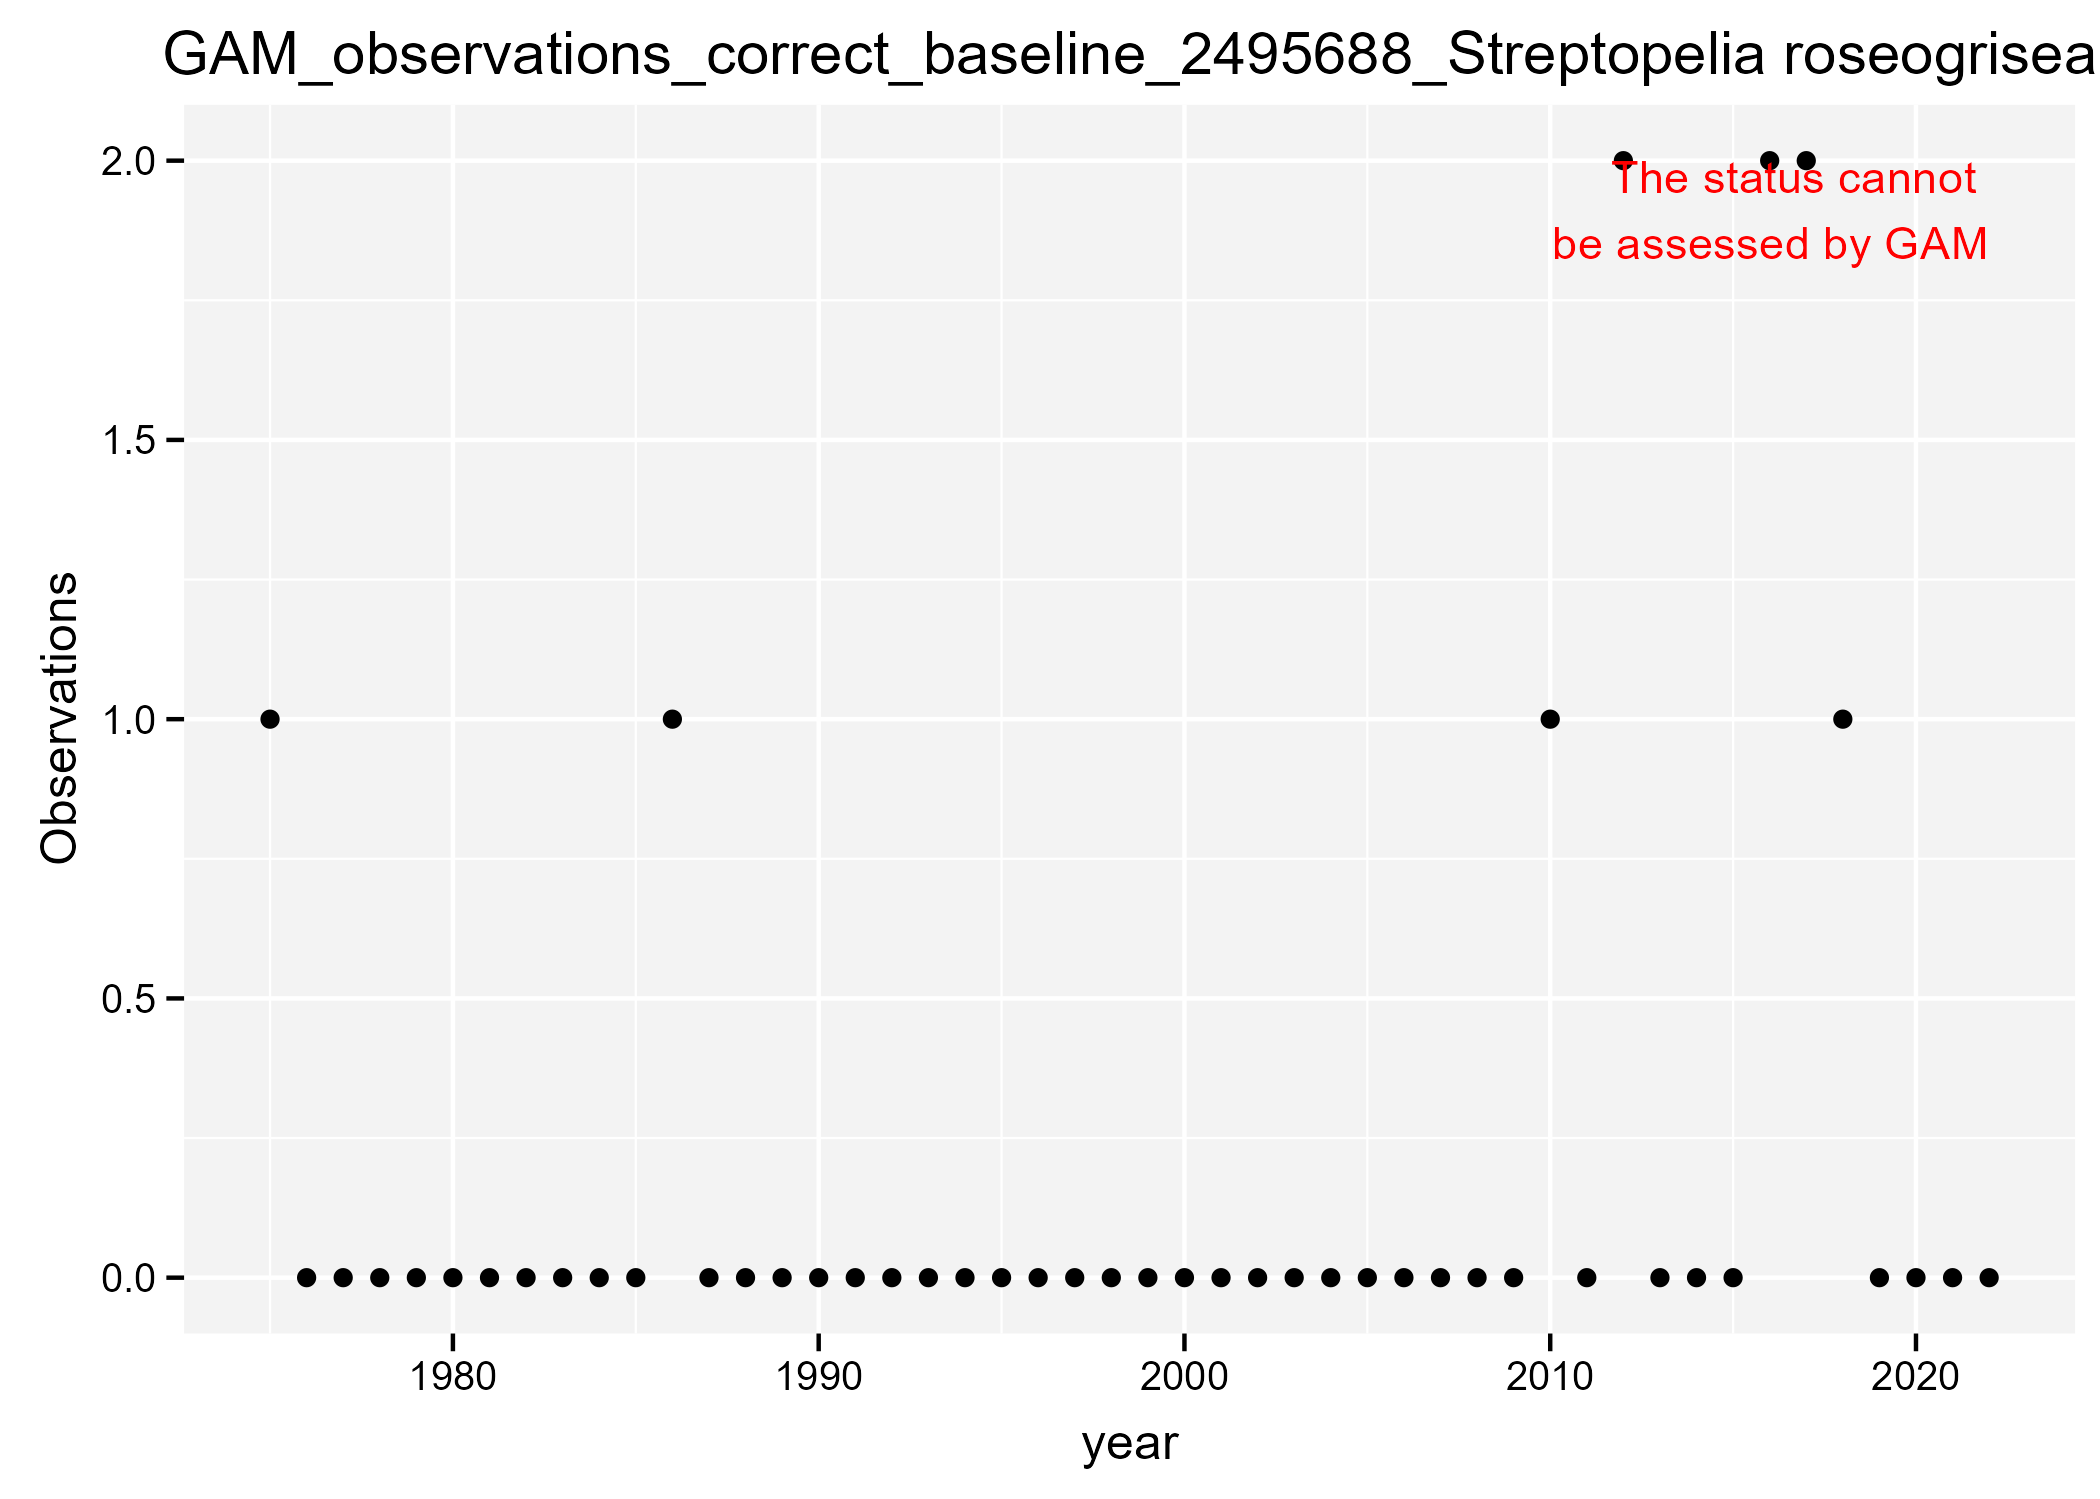 GAM_observations_correct_baseline_2495688_Streptopelia roseogrisea
2.0
The status cannot
be assessed by GAM
1.5
1.0
0.5
0.0
Observations
1980 1990 2000 2010 2020
year